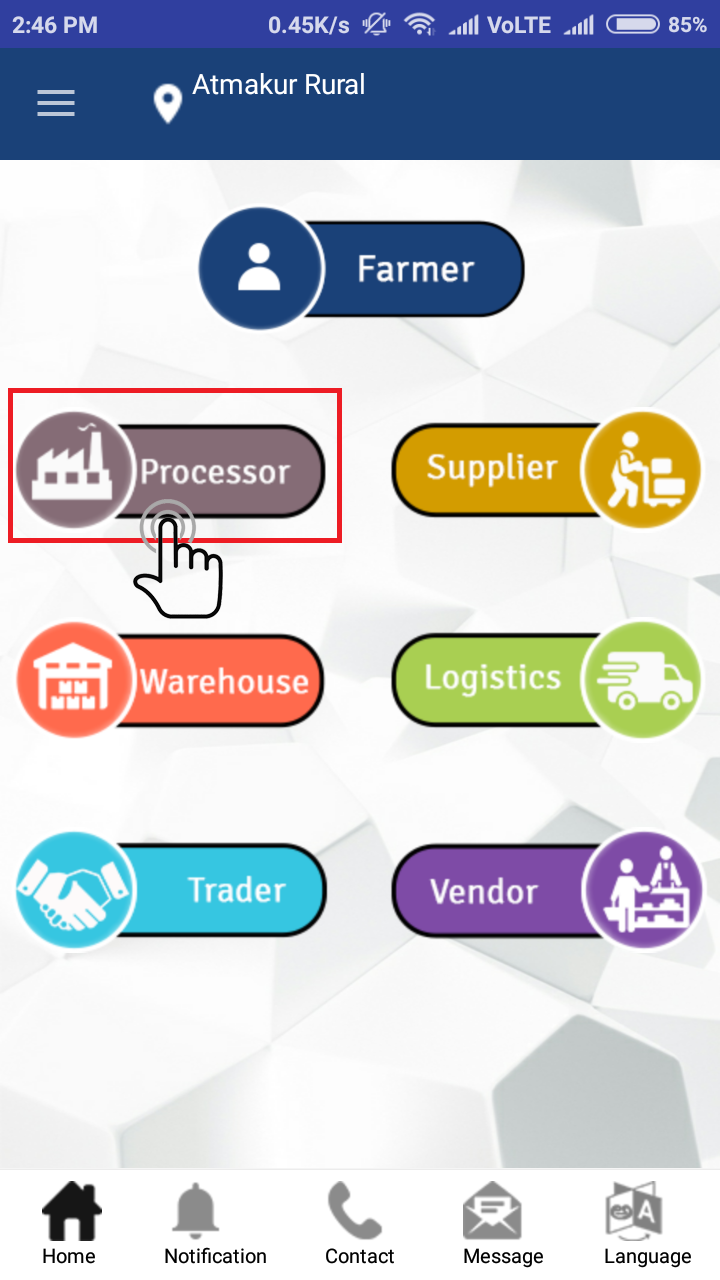 2:46 PM 0.45K/s VoLTE 85%
Atmakur Rural
Farmer
Processor Supplier
Warehouse Logistics
Trader Vendor
Home Notification Contact Message Language